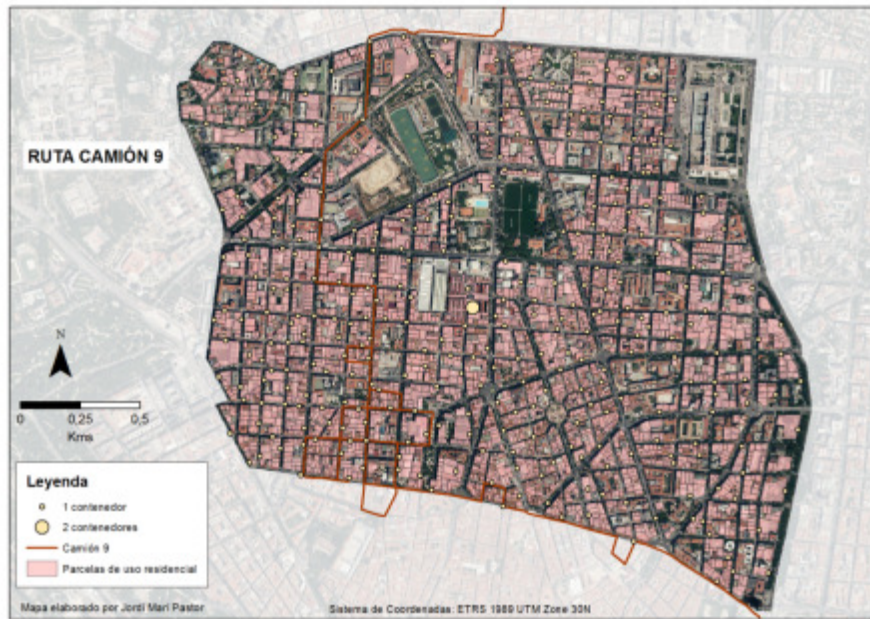 RUTA CAMIÓN 9
N
0 0,25 0,5
Kms
Leyenda
1 contenedor
2 contenedores
Camión 9
Parcelas de uso residencial
Mapa elaborado por Jordi Marí Pastor
Sistema de Coordenadas: ETRS 1989 UTM Zone 30N